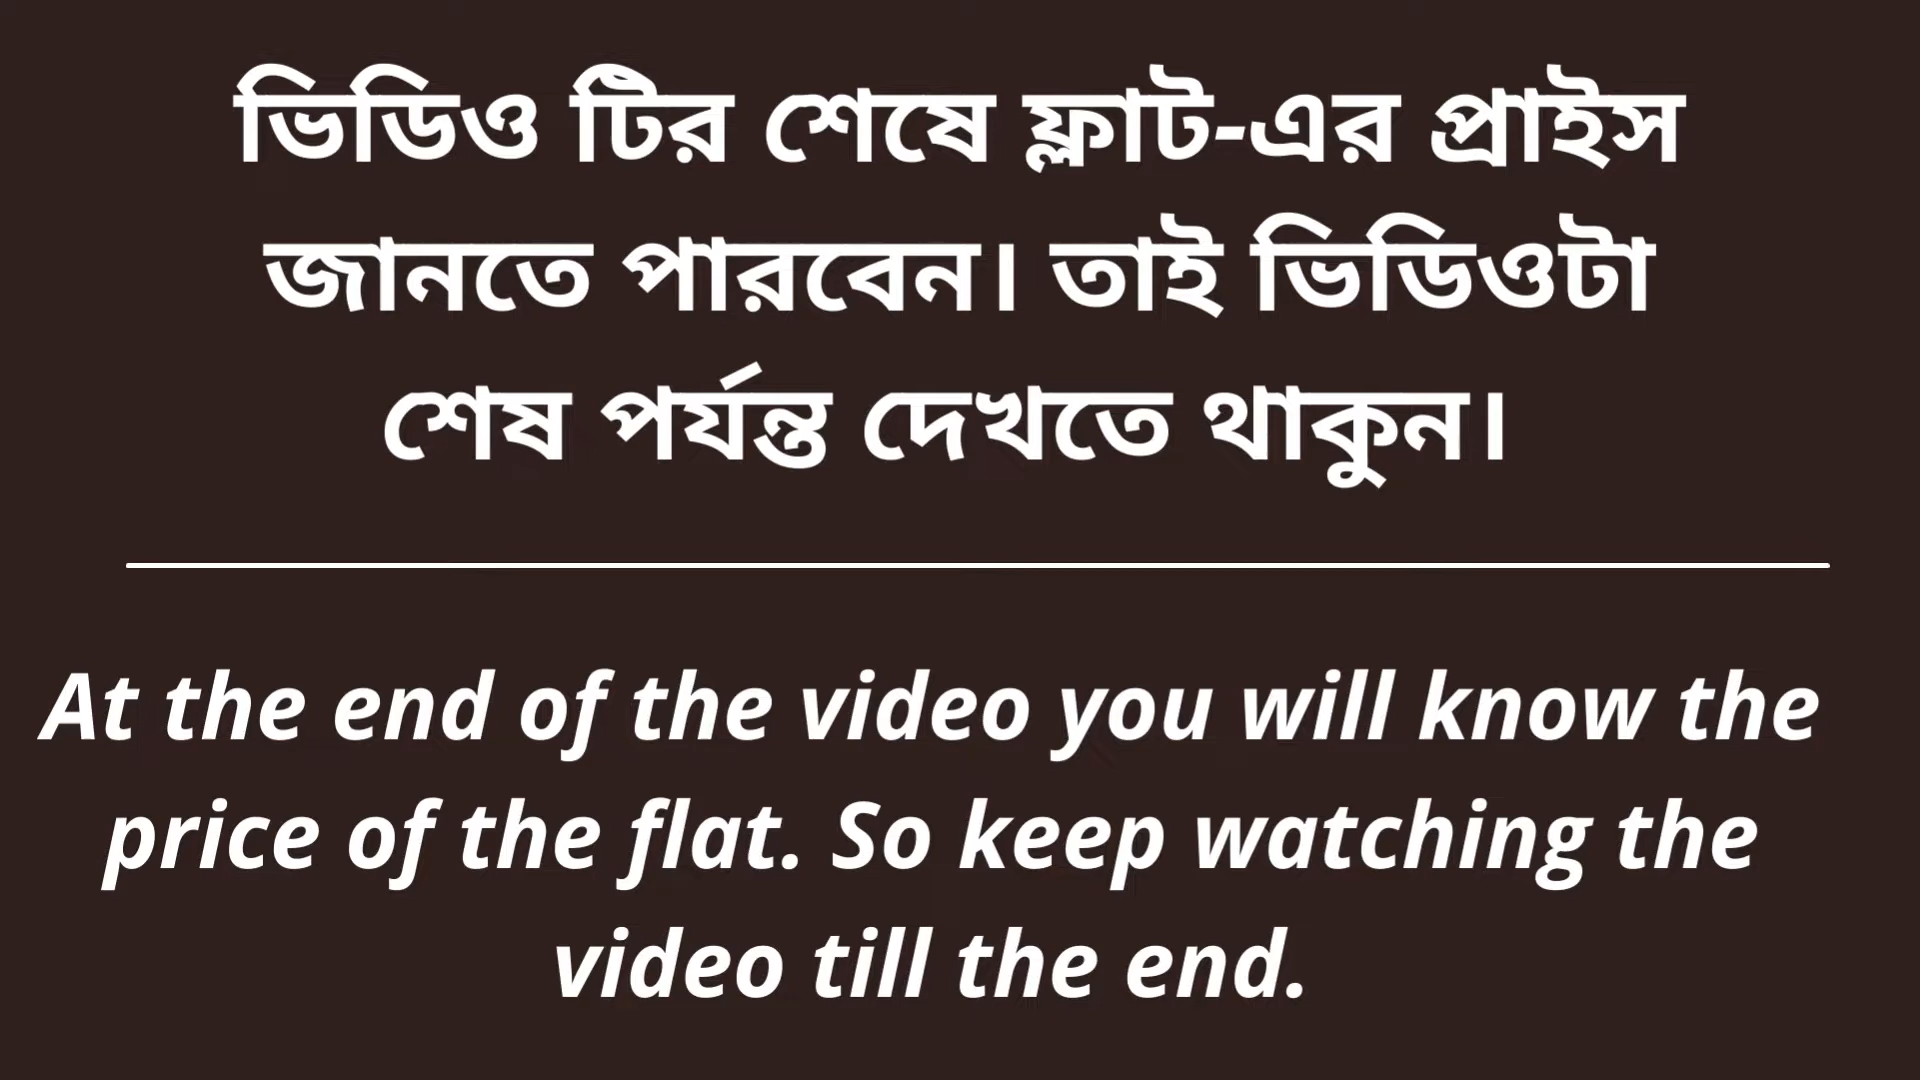 ভিডিও টির শেষে ফ্লাট-এর প্রাইস
জানতে পারবেন। তাই ভিডিওটা
শেষ পর্যন্ত দেখতে থাকুন।
At the end of the video you will know the
price of the flat. So keep watching the
video till the end.